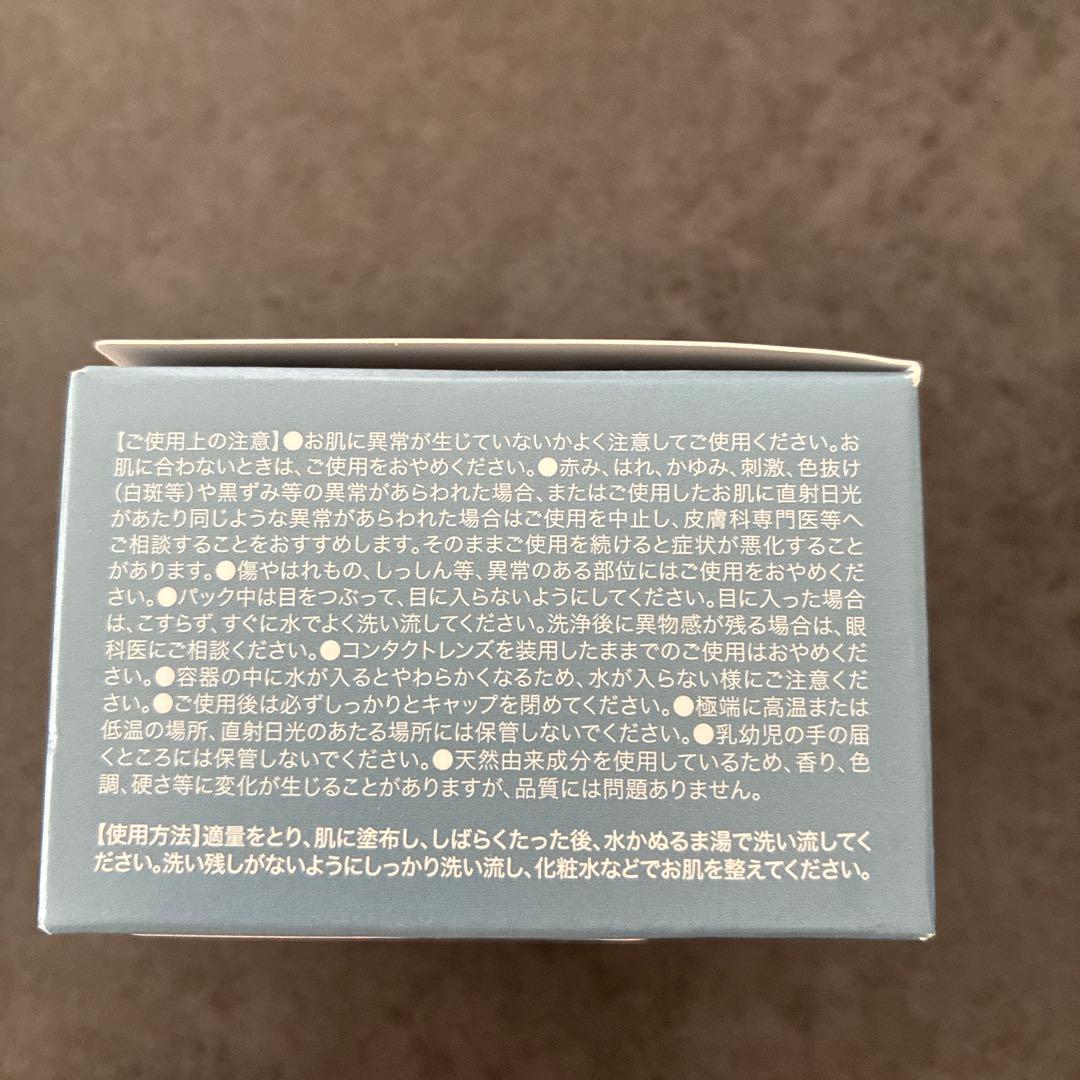 【ご使用上の注意】●お肌に異常が生じていないかよく注意してご使用ください。お
肌に合わないときは、ご使用をおやめください。●赤み、はれ、かゆみ、刺激、色抜け
(白斑等)や黒ずみ等の異常があらわれた場合、またはご使用したお肌に直射日光
があたり同じような異常があらわれた場合はご使用を中止し、皮膚科専門医等へ
ご相談することをおすすめします。そのままご使用を続けると症状が悪化すること
があります。●傷やはれもの、しっしん等、異常のある部位にはご使用をおやめくだ
さい。●パック中は目をつぶって、目に入らないようにしてください。目に入った場合
は、こすらず、すぐに水でよく洗い流してください。洗浄後に異物感が残る場合は、眼
科医にご相談ください。●コンタクトレンズを装用したままでのご使用はおやめくだ
さい。●容器の中に水が入るとやわらかくなるため、水が入らない様にご注意くだ
さい。●ご使用後は必ずしっかりとキャップを閉めてください。●極端に高温または
低温の場所、直射日光のあたる場所には保管しないでください。●乳幼児の手の届
くところには保管しないでください。●天然由来成分を使用しているため、香り、色
調、硬さ等に変化が生じることがありますが、品質には問題ありません。
【使用方法】適量をとり、肌に塗布し、しばらくたった後、水かぬるま湯で洗い流してく
ださい。洗い残しがないようにしっかり洗い流し、化粧水などでお肌を整えてください。